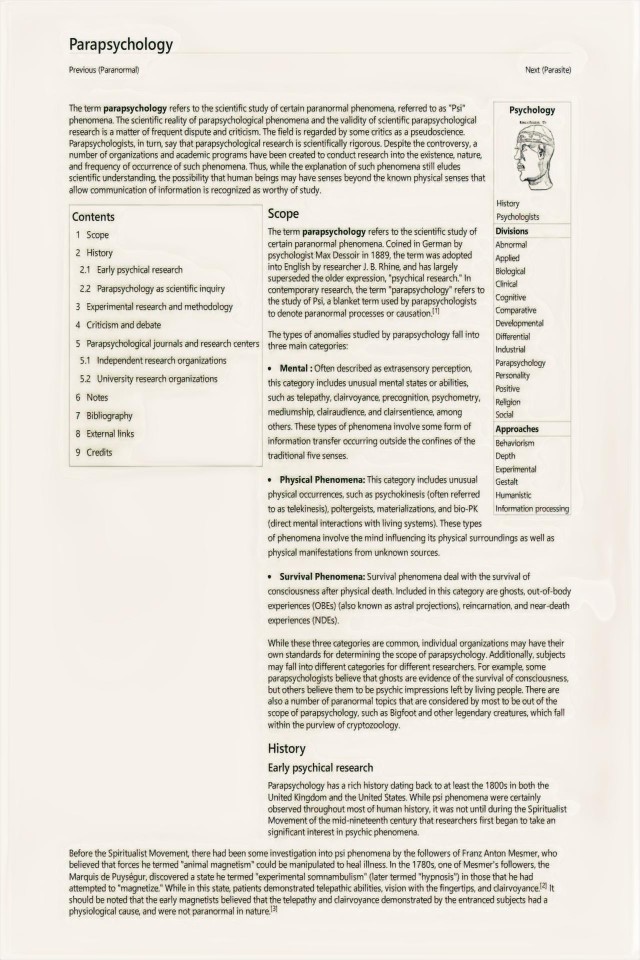 Parapsychology
Previous (Paranormal)
Next (Parasite)
The term parapsychology refers to the scientific study of certain paranormal phenomena, referred to as "Psi"
phenomena. The scientific reality of parapsychological phenomena and the validity of scientific parapsychological
research is a matter of frequent dispute and criticism. The field is regarded by some critics as a pseudoscience.
Parapsychologists, in turn, say that parapsychological research is scientifically rigorous. Despite the controversy, a
number of organizations and academic programs have been created to conduct research into the existence, nature,
and frequency of occurrence of such phenomena. Thus, while the explanation of such phenomena still eludes
scientific understanding, the possibility that human beings may have senses beyond the known physical senses that
allow communication of information is recognized as worthy of study.
Psychology
History
Psychologists
Divisions
Abnormal
Applied
Biological
Clinical
Cognitive
Comparative
Developmental
Differential
Industrial
Parapsychology
Personality
Positive
Religion
Social
Approaches
Behaviorism
Depth
Experimental
Gestalt
Humanistic
Information processing
Contents
1 Scope
2 History
2.1 Early psychical research
2.2 Parapsychology as scientific inquiry
3 Experimental research and methodology
4 Criticism and debate
5 Parapsychological journals and research centers
5.1 Independent research organizations
5.2 University research organizations
6 Notes
7 Bibliography
8 External links
9 Credits
Scope
The term parapsychology refers to the scientific study of
certain paranormal phenomena. Coined in German by
psychologist Max Dessoir in 1889, the term was adopted
into English by researcher J. B. Rhine, and has largely
superseded the older expression, "psychical research." In
contemporary research, the term "parapsychology" refers to
the study of Psi, a blanket term used by parapsychologists
to denote paranormal processes or causation.[1]
The types of anomalies studied by parapsychology fall into
three main categories:
• Mental : Often described as extrasensory perception,
this category includes unusual mental states or abilities,
such as telepathy, clairvoyance, precognition, psychometry,
mediumship, clairaudience, and clairsentience, among
others. These types of phenomena involve some form of
information transfer occurring outside the confines of the
traditional five senses.
• Physical Phenomena: This category includes unusual
physical occurrences, such as psychokinesis (often referred
to as telekinesis), poltergeists, materializations, and bio-PK
(direct mental interactions with living systems). These types
of phenomena involve the mind influencing its physical surroundings as well as
physical manifestations from unknown sources.
• Survival Phenomena: Survival phenomena deal with the survival of
consciousness after physical death. Included in this category are ghosts, out-of-body
experiences (OBEs) (also known as astral projections), reincarnation, and near-death
experiences (NDEs).
While these three categories are common, individual organizations may have their
own standards for determining the scope of parapsychology. Additionally, subjects
may fall into different categories for different researchers. For example, some
parapsychologists believe that ghosts are evidence of the survival of consciousness,
but others believe them to be psychic impressions left by living people. There are
also a number of paranormal topics that are considered by most to be out of the
scope of parapsychology, such as Bigfoot and other legendary creatures, which fall
within the purview of cryptozoology.
History
Early psychical research
Parapsychology has a rich history dating back to at least the 1800s in both the
United Kingdom and the United States. While psi phenomena were certainly
observed throughout most of human history, it was not until during the Spiritualist
Movement of the mid-nineteenth century that researchers first began to take an
significant interest in psychic phenomena.
Before the Spiritualist Movement, there had been some investigation into psi phenomena by the followers of Franz Anton Mesmer, who
believed that forces he termed "animal magnetism" could be manipulated to heal illness. In the 1780s, one of Mesmer's followers, the
Marquis de Puységur, discovered a state he termed "experimental somnambulism" (later termed "hypnosis") in those that he had
attempted to "magnetize." While in this state, patients demonstrated telepathic abilities, vision with the fingertips, and clairvoyance.[2] It
should be noted that the early magnetists believed that the telepathy and clairvoyance demonstrated by the entranced subjects had a
physiological cause, and were not paranormal in nature.[3]